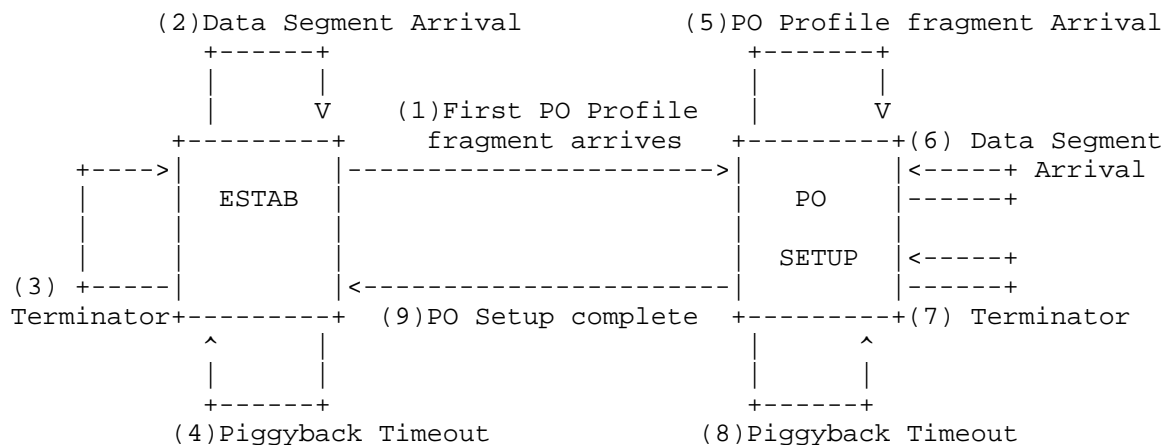 (2)Data Segment Arrival (5)PO Profile fragment Arrival
(1)First PO Profile
fragment arrives (6) Data Segment
Arrival
ESTAB PO
SETUP
(3)
Terminator (9)PO Setup complete (7) Terminator
(4)Piggyback Timeout (8)Piggyback Timeout